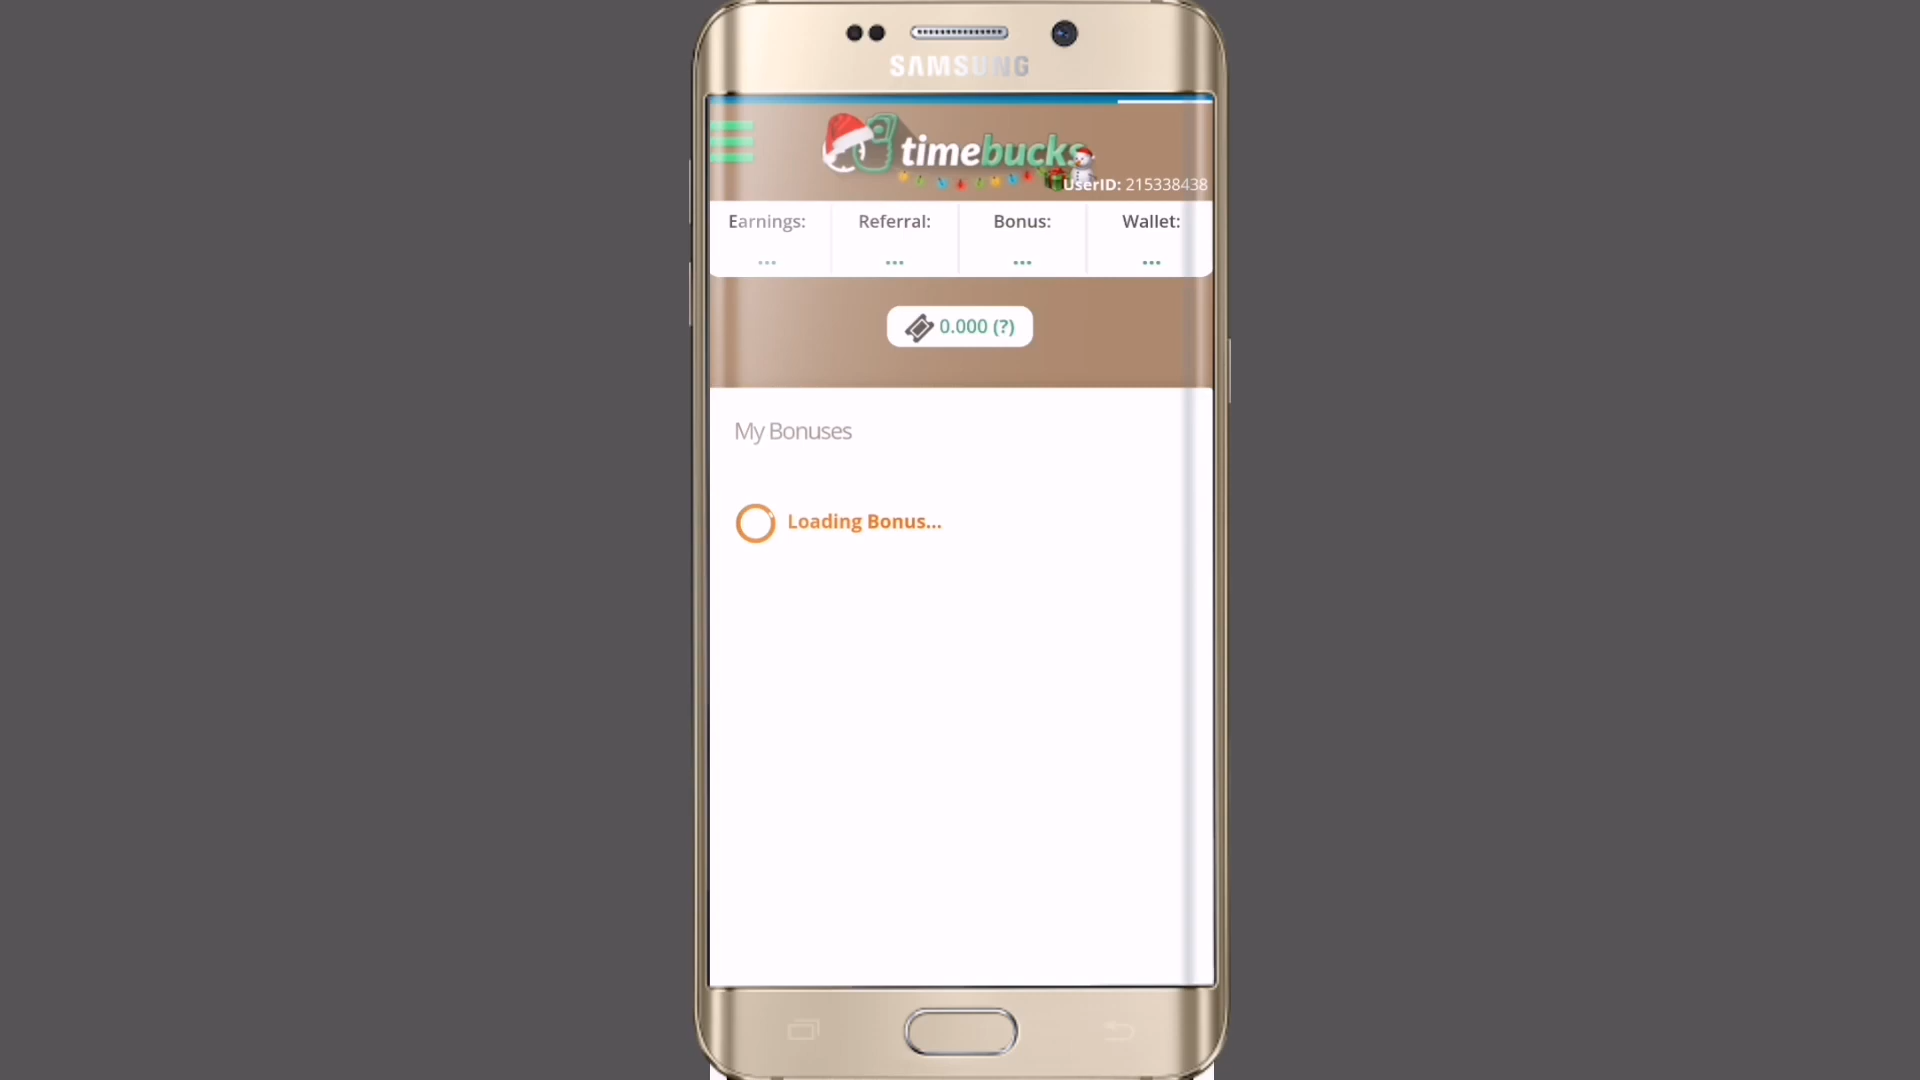 SAMSUNG
timebucks
UserID: 215338438
Earnings: Referral: Bonus: Wallet:
... ... ... ...
0.000 (?)
My Bonuses
Loading Bonus...